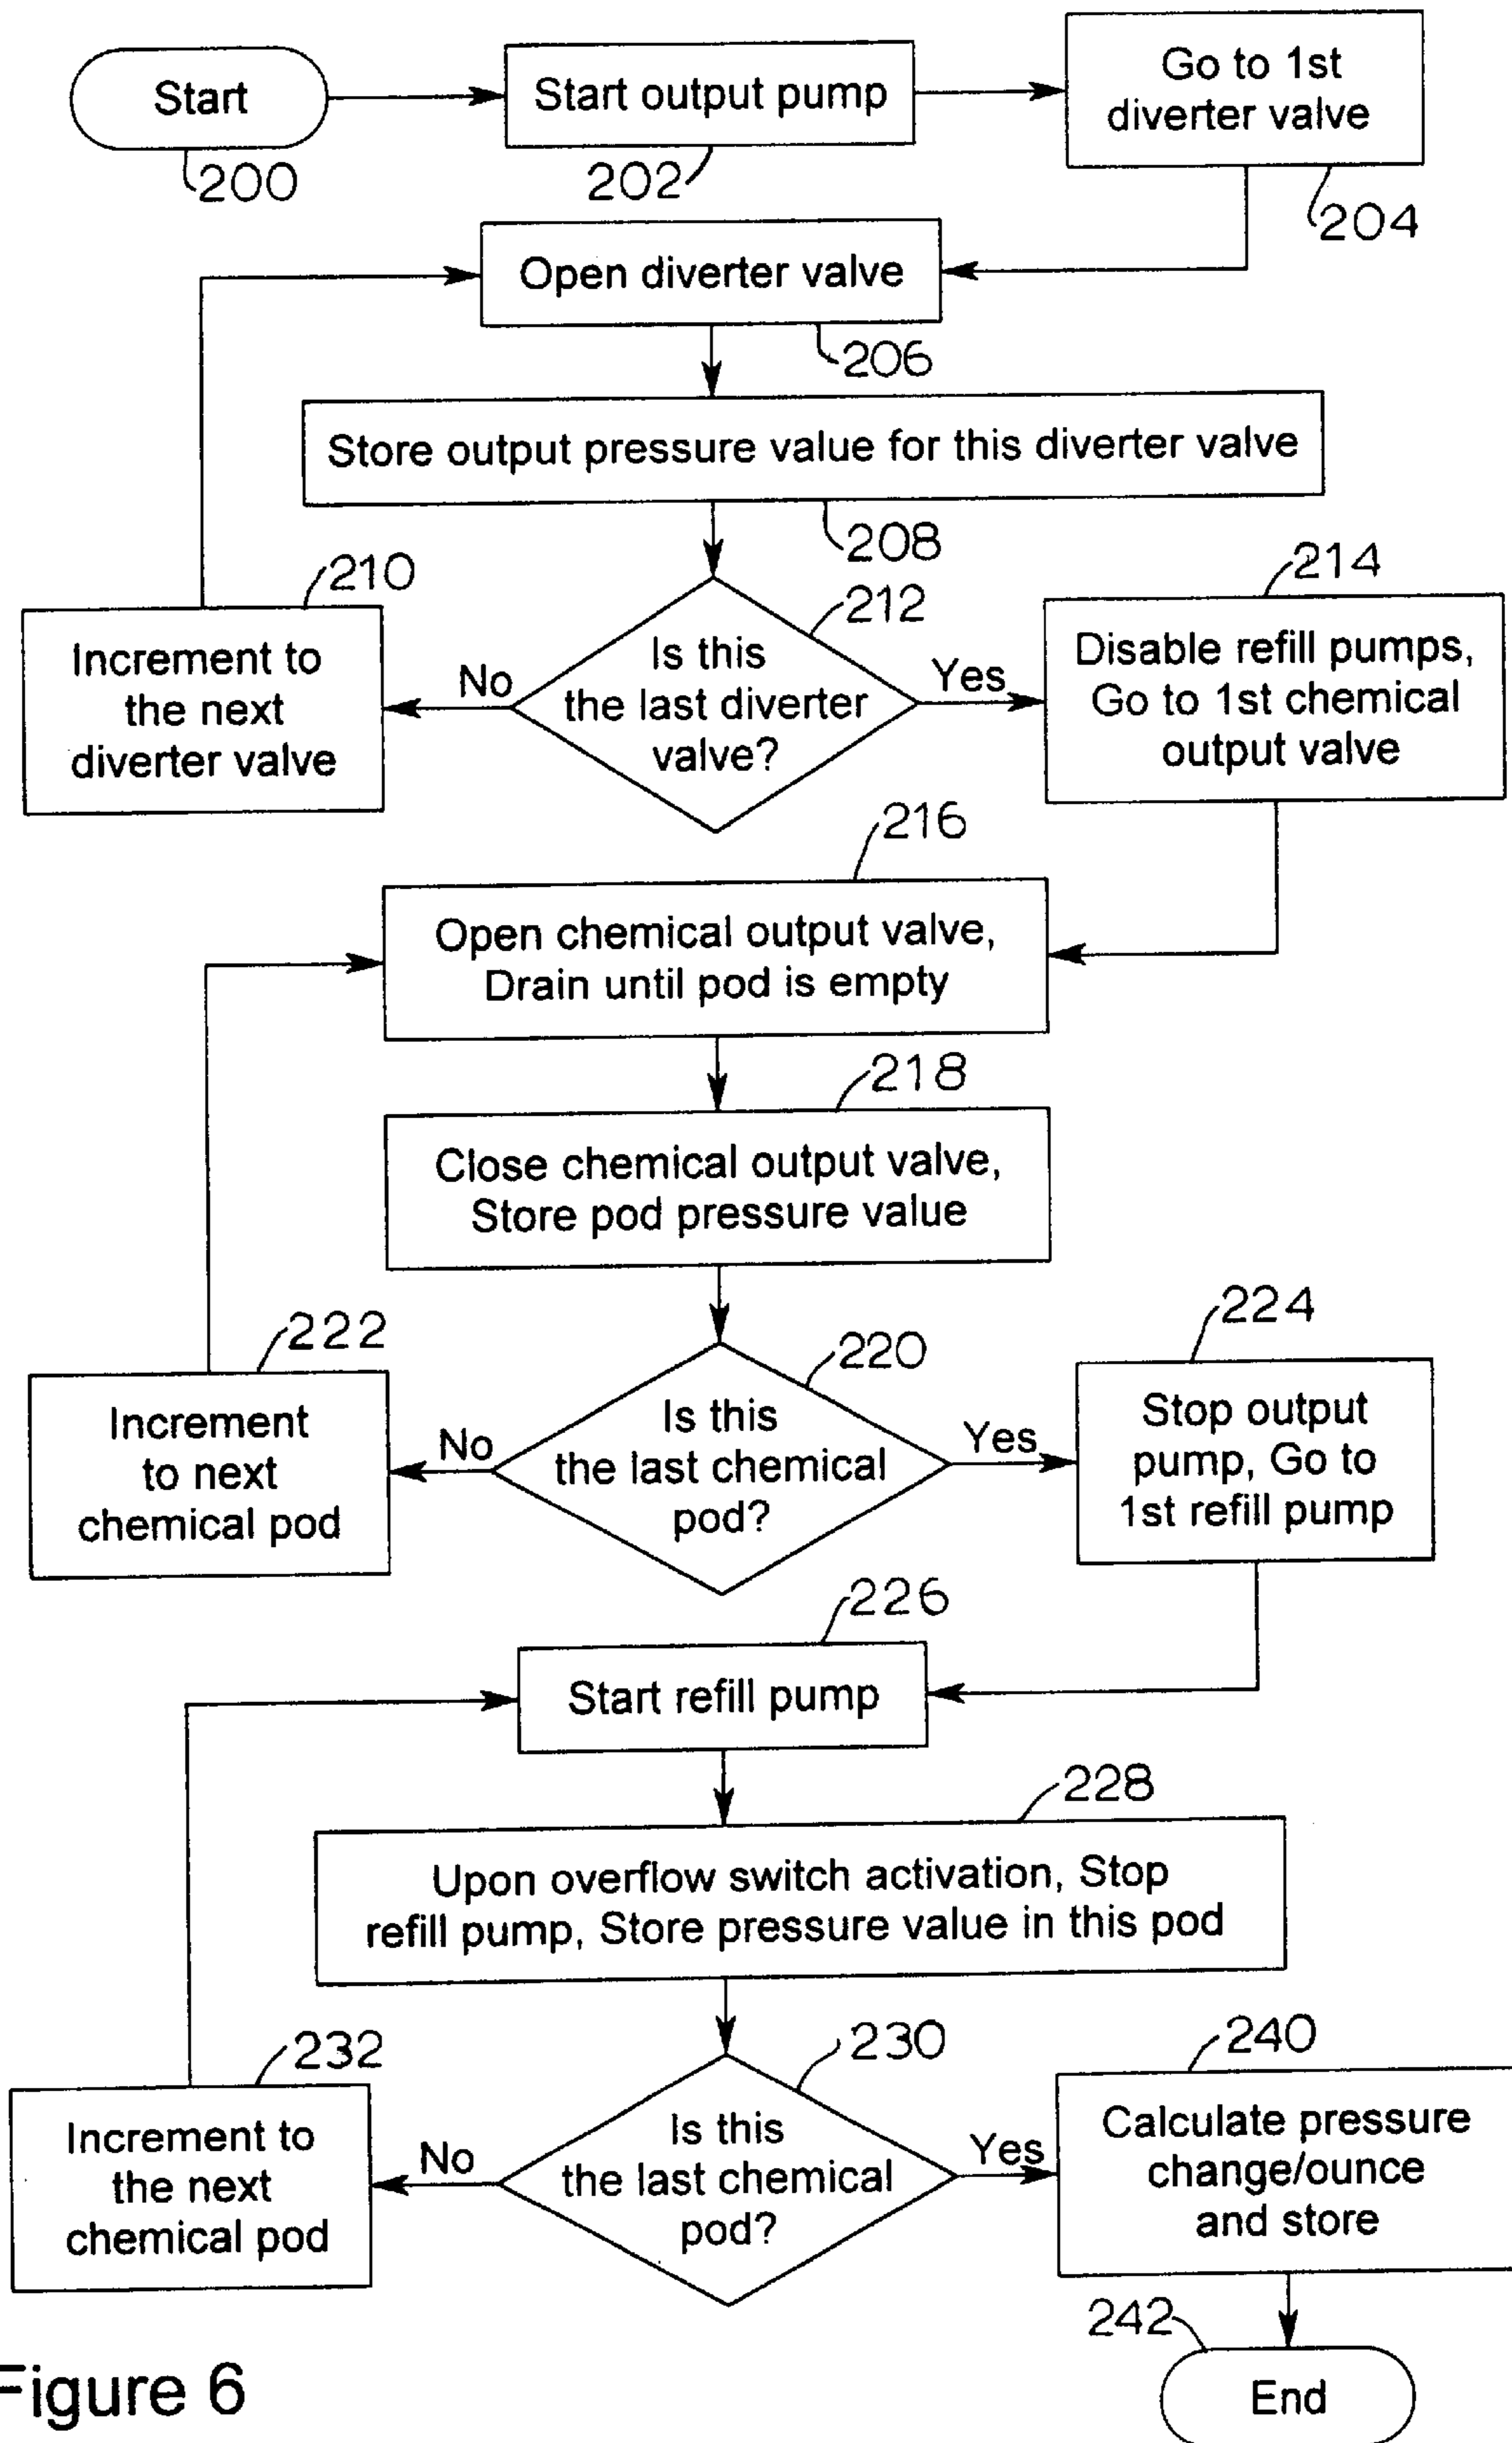 Start
200
Start output pump
202
Go to 1st
diverter valve
204
Open diverter valve
206
Store output pressure value for this diverter valve
208
210
Increment to
the next
diverter valve
No
212
Is this
the last diverter
valve?
Yes
214
Disable refill pumps,
Go to 1st chemical
output valve
216
Open chemical output valve,
Drain until pod is empty
218
Close chemical output valve,
Store pod pressure value
222
Increment
to next
chemical pod
No
220
Is this
the last chemical
pod?
Yes
224
Stop output
pump, Go to
1st refill pump
226
Start refill pump
228
Upon overflow switch activation, Stop
refill pump, Store pressure value in this pod
232
Increment to
the next
chemical pod
No
230
Is this
the last chemical
pod?
Yes
240
Calculate pressure
change/ounce
and store
242
End
Figure 6